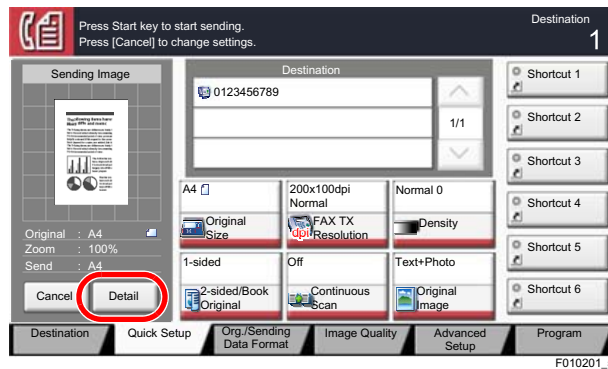 Press Start key to start sending.
Press [Cancel] to change settings.
Destination
1
Sending Image
Original : A4
Zoom : 100%
Send : A4
Cancel
Detail
Destination
0123456789
1/1
A4
Original
Size
200x100dpi
Normal
dpi
FAX TX
Resolution
Normal 0
Density
1-sided
2-sided/Book
Original
Off
Continuous
Scan
Text+Photo
Original
Image
Shortcut 1
Shortcut 2
Shortcut 3
Shortcut 4
Shortcut 5
Shortcut 6
Destination
Quick Setup
Org./Sending
Data Format
Image Quality
Advanced
Setup
Program